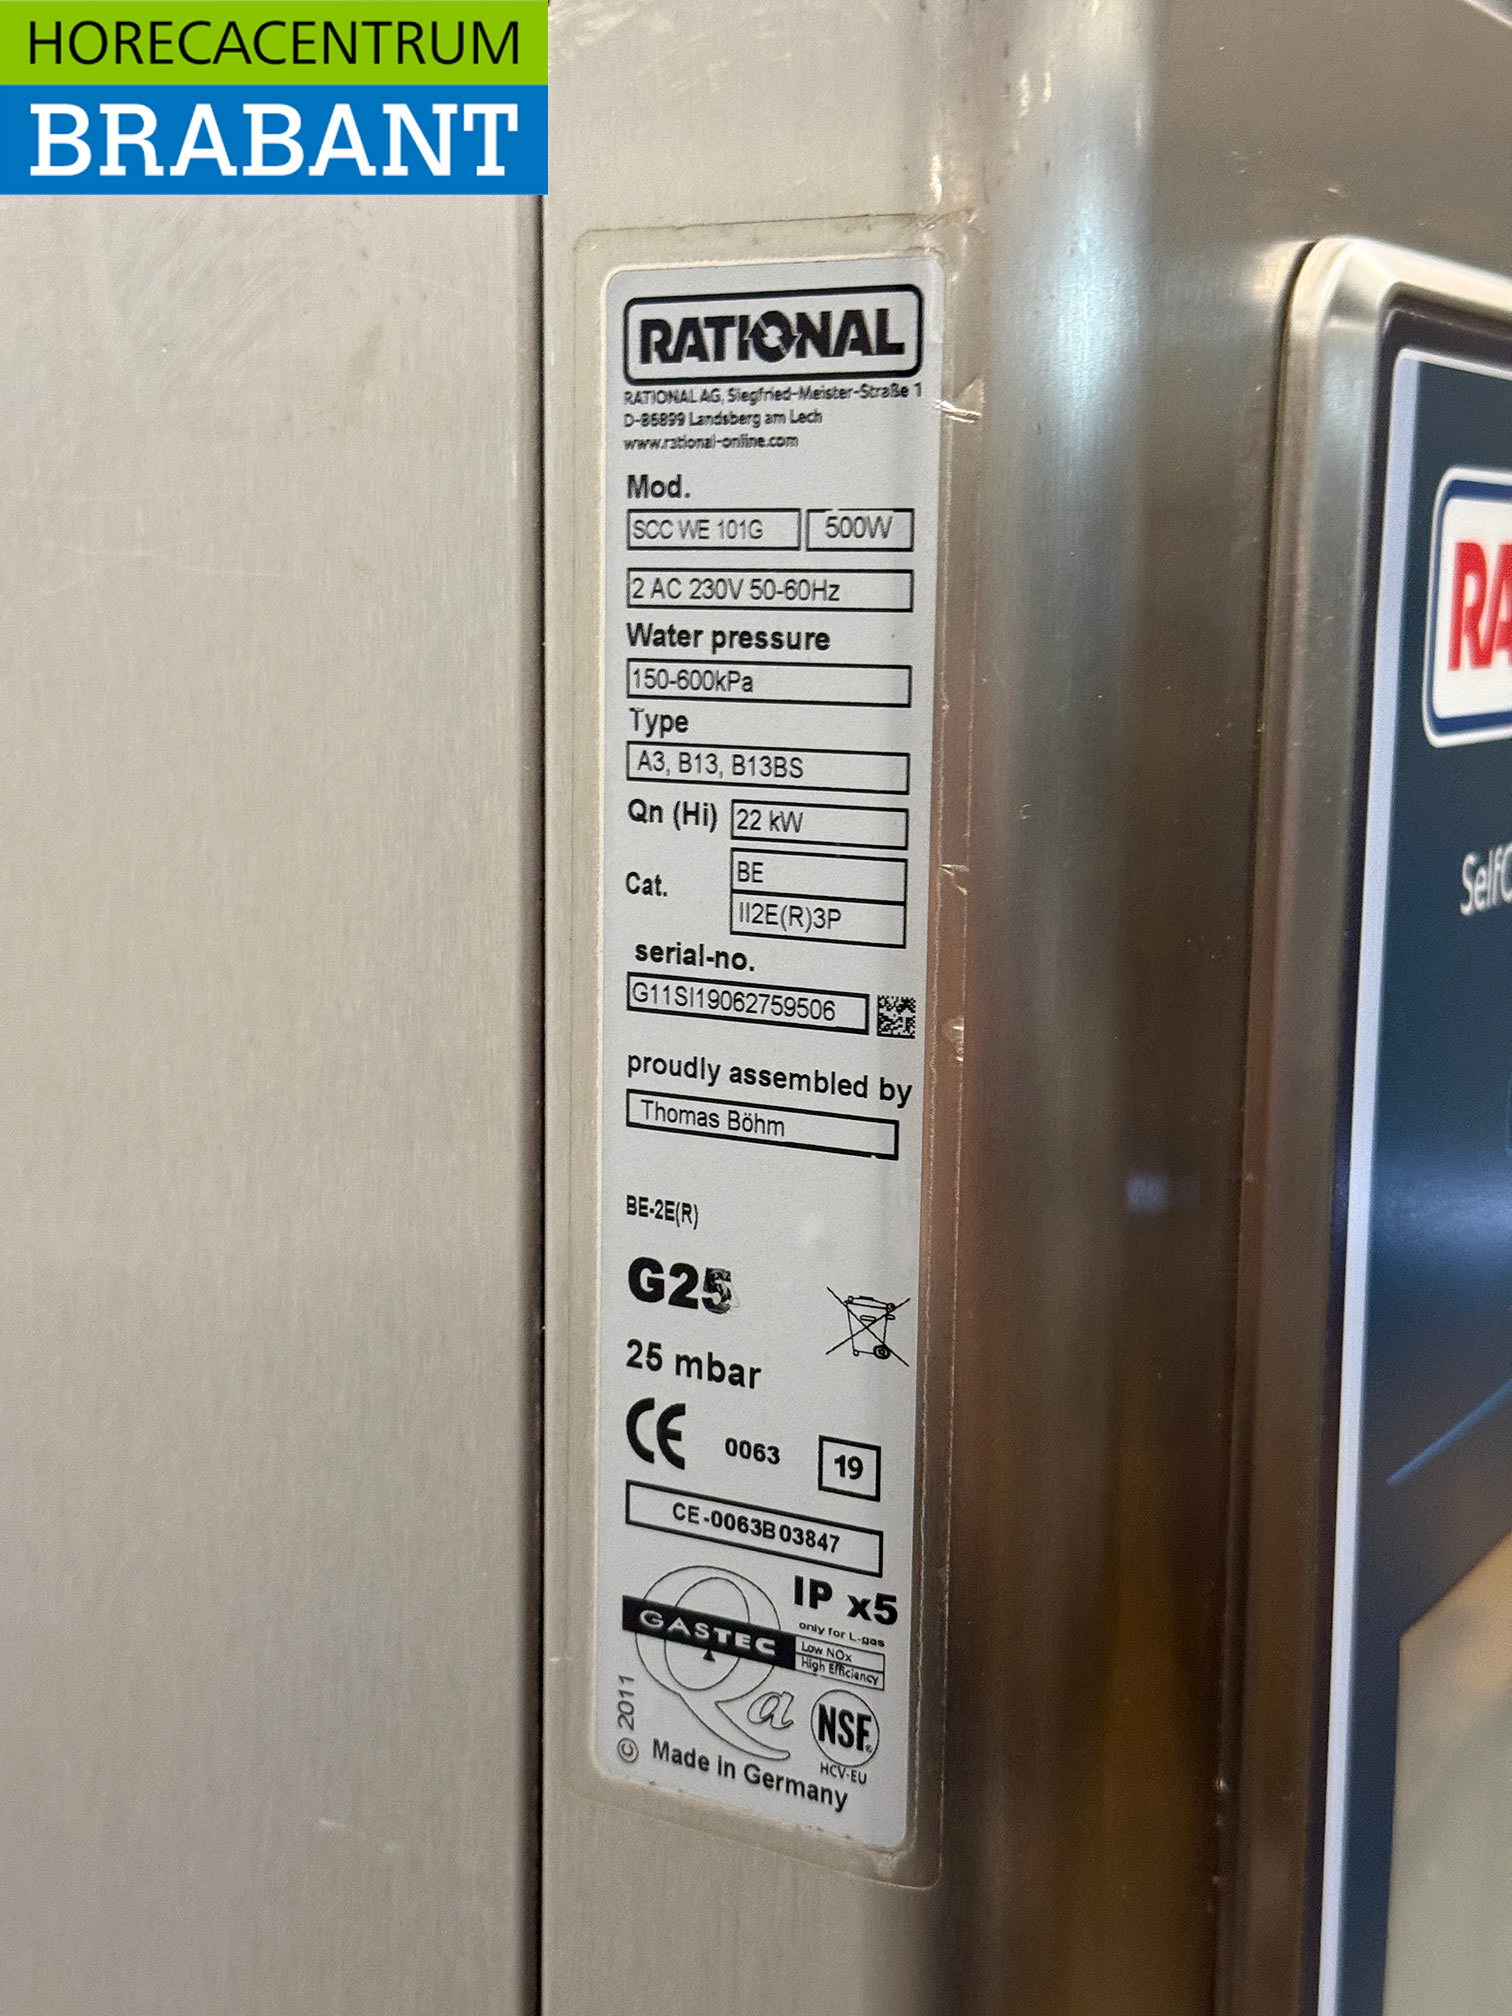 HORECACENTRUM
BRABANT
RATIONAL
RATIONAL AG, Siegfried-Meister-Straße 1
D-86899 Landsberg am Lech
www.rational-online.com
Mod.
SCC WE 101G 500W
2 AC 230V 50-60Hz
Water pressure
150-600kPa
Type
A3, B13, B13BS
Qn (Hi) 22 kW
Cat. BE
II2E(R)3P
serial-no.
G11SI19062759506
proudly assembled by
Thomas Böhm
BE-2E(R)
G25
25 mbar
CE 0063 19
CE-0063B03847
IP x5
only for L-gas
GASTEC
Low NOx
High Efficiency
Qa
NSF®
HCV-EU
© 2011
Made in Germany
RA
SelfC